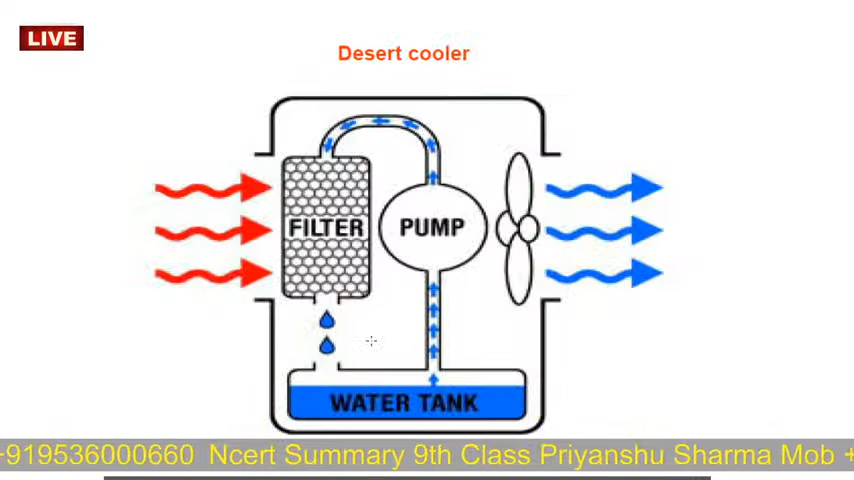 LIVE
Desert cooler
FILTER
PUMP
WATER TANK
+919536000660 Ncert Summary 9th Class Priyanshu Sharma Mob +